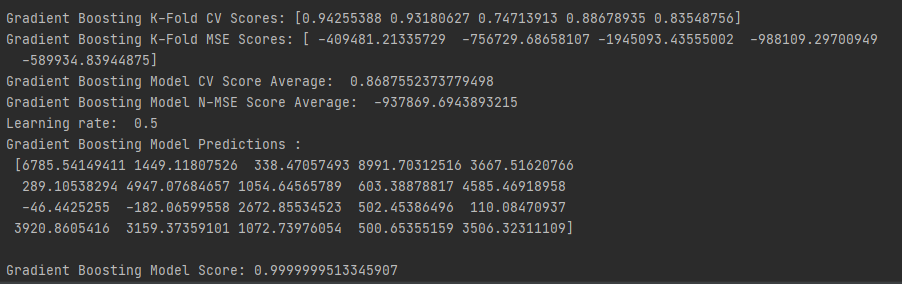 Gradient Boosting K-Fold CV Scores: [0.94255388 0.93180627 0.74713913 0.88678935 0.83548756]
Gradient Boosting K-Fold MSE Scores: [ -409481.21335729  -756729.68658107 -1945093.43555002  -988109.29700949
  -589934.83944875]
Gradient Boosting Model CV Score Average:  0.8687552373779498
Gradient Boosting Model N-MSE Score Average:  -937869.6943893215
Learning rate:  0.5
Gradient Boosting Model Predictions :
 [6785.54149411 1449.11807526  338.47057493 8991.70312516 3667.51620766
  289.10538294 4947.07684657 1054.64565789  603.38878817 4585.46918958
  -46.4425255  -182.06599558 2672.85534523  502.45386496  110.08470937
 3920.8605416  3159.37359101 1072.73976054  500.65355159 3506.32311109]
Gradient Boosting Model Score: 0.9999999513345907